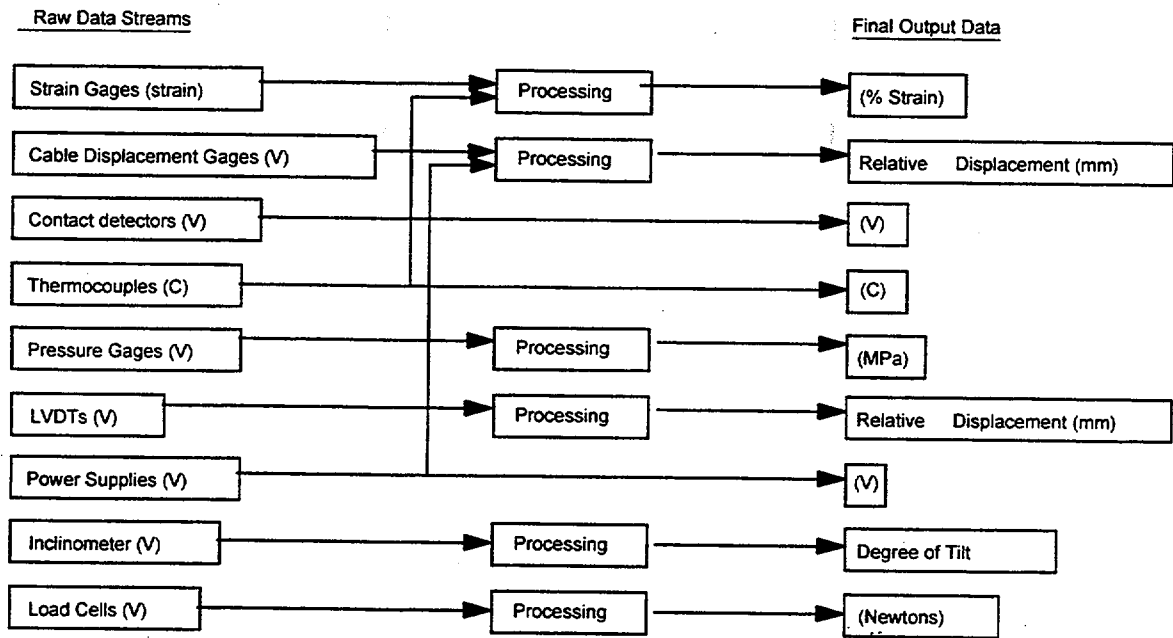 Raw Data Streams
Final Output Data
Strain Gages (strain)
Processing
(% Strain)
Cable Displacement Gages (V)
Processing
Relative Displacement (mm)
Contact detectors (V)
(V)
Thermocouples (C)
(C)
Pressure Gages (V)
Processing
(MPa)
LVDTs (V)
Processing
Relative Displacement (mm)
Power Supplies (V)
(V)
Inclinometer (V)
Processing
Degree of Tilt
Load Cells (V)
Processing
(Newtons)